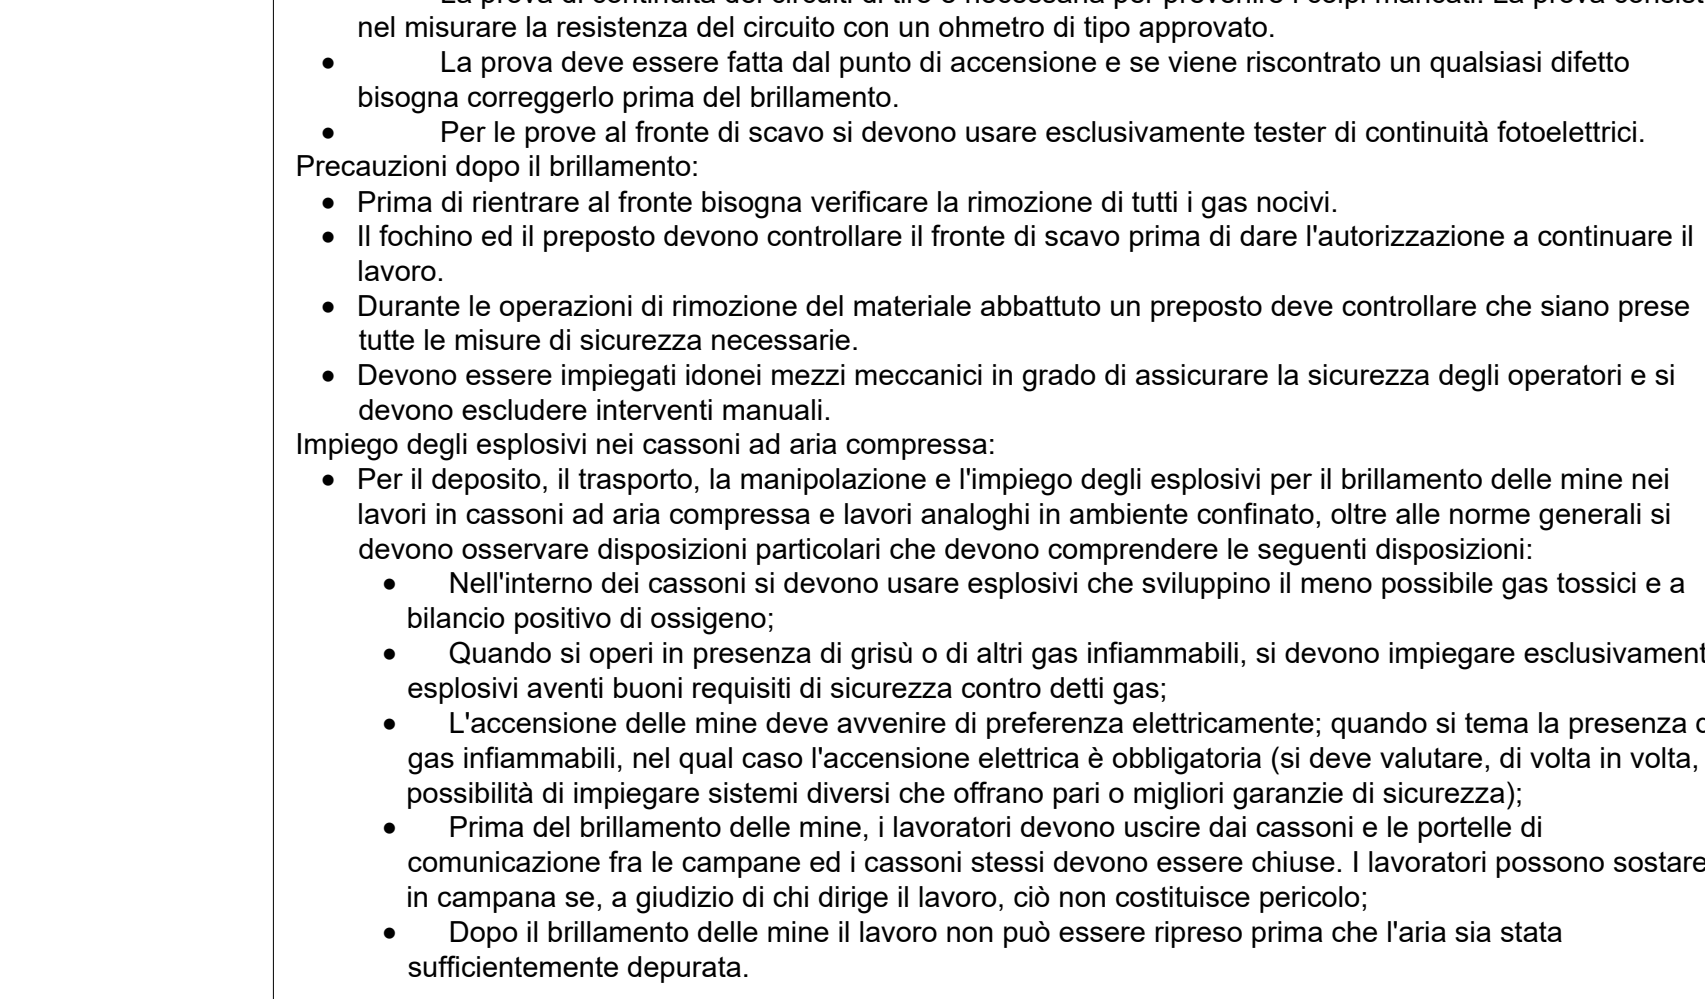 La prova di continuità dei circuiti di tiro è necessaria per prevenire i colpi mancati. La prova
nel misurare la resistenza del circuito con un ohmetro di tipo approvato.
• La prova deve essere fatta dal punto di accensione e se viene riscontrato un qualsiasi difetto
bisogna correggerlo prima del brillamento.
• Per le prove al fronte di scavo si devono usare esclusivamente tester di continuità fotoelettrici.
Precauzioni dopo il brillamento:
• Prima di rientrare al fronte bisogna verificare la rimozione di tutti i gas nocivi.
• Il fochino ed il preposto devono controllare il fronte di scavo prima di dare l'autorizzazione a continuare il
lavoro.
• Durante le operazioni di rimozione del materiale abbattuto un preposto deve controllare che siano prese
tutte le misure di sicurezza necessarie.
• Devono essere impiegati idonei mezzi meccanici in grado di assicurare la sicurezza degli operatori e si
devono escludere interventi manuali.
Impiego degli esplosivi nei cassoni ad aria compressa:
• Per il deposito, il trasporto, la manipolazione e l'impiego degli esplosivi per il brillamento delle mine nei
lavori in cassoni ad aria compressa e lavori analoghi in ambiente confinato, oltre alle norme generali si
devono osservare disposizioni particolari che devono comprendere le seguenti disposizioni:
• Nell'interno dei cassoni si devono usare esplosivi che sviluppino il meno possibile gas tossici e a
bilancio positivo di ossigeno;
• Quando si operi in presenza di grisù o di altri gas infiammabili, si devono impiegare esclusivament
esplosivi aventi buoni requisiti di sicurezza contro detti gas;
• L'accensione delle mine deve avvenire di preferenza elettricamente; quando si tema la presenza
gas infiammabili, nel qual caso l'accensione elettrica è obbligatoria (si deve valutare, di volta in volta,
possibilità di impiegare sistemi diversi che offrano pari o migliori garanzie di sicurezza);
• Prima del brillamento delle mine, i lavoratori devono uscire dai cassoni e le portelle di
comunicazione fra le campane ed i cassoni stessi devono essere chiuse. I lavoratori possono sostare
in campana se, a giudizio di chi dirige il lavoro, ciò non costituisce pericolo;
• Dopo il brillamento delle mine il lavoro non può essere ripreso prima che l'aria sia stata
sufficientemente depurata.